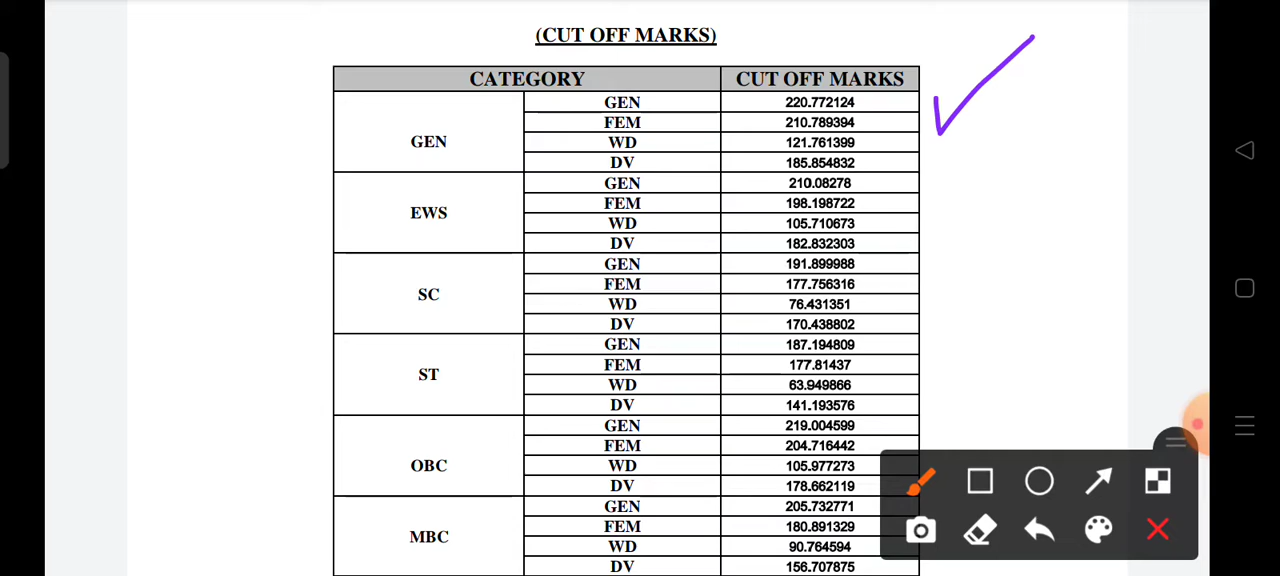 (CUT OFF MARKS)
CATEGORY CUT OFF MARKS
GEN GEN 220.772124
FEM 210.789394
WD 121.761399
DV 185.854832
EWS GEN 210.08278
FEM 198.198722
WD 105.710673
DV 182.832303
SC GEN 191.899988
FEM 177.756316
WD 76.431351
DV 170.438802
ST GEN 187.194809
FEM 177.81437
WD 63.949866
DV 141.193576
OBC GEN 219.004599
FEM 204.716442
WD 105.977273
DV 178.662119
MBC GEN 205.732771
FEM 180.891329
WD 90.764594
DV 156.707875